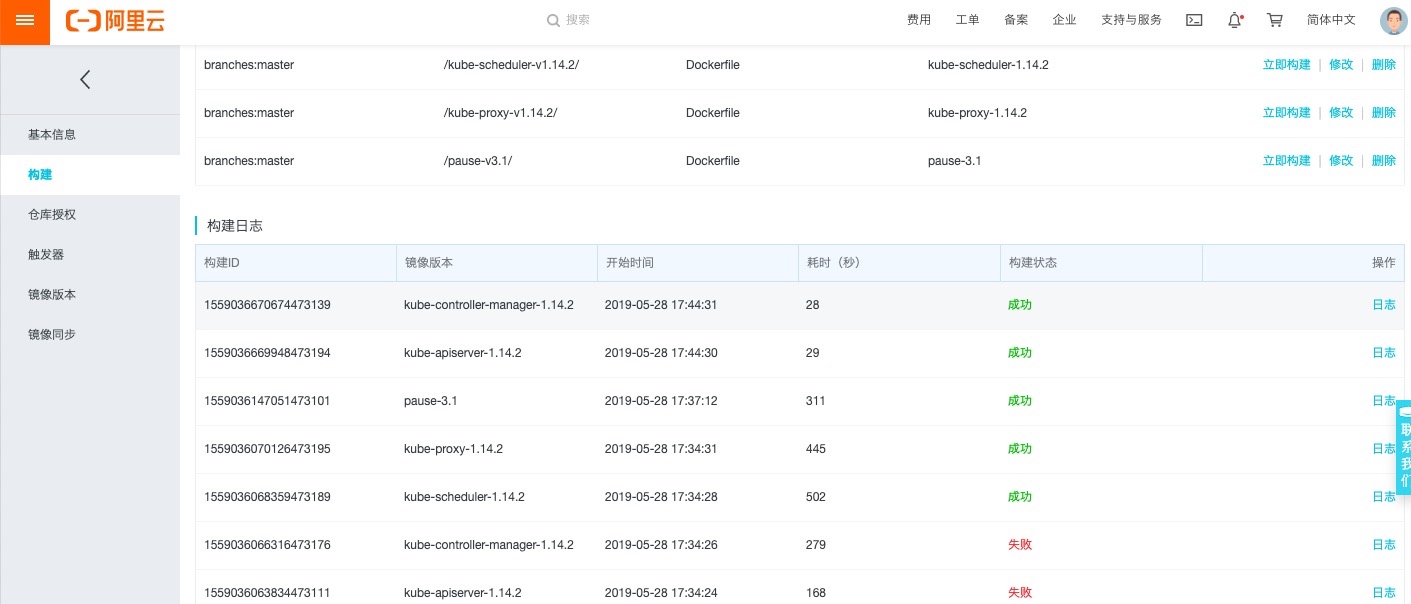 阿里云
搜索
费用 工单 备案 企业 支持与服务 简体中文
branches:master /kube-scheduler-v1.14.2/ Dockerfile kube-scheduler-1.14.2 立即构建 | 修改 | 删除
branches:master /kube-proxy-v1.14.2/ Dockerfile kube-proxy-1.14.2 立即构建 | 修改 | 删除
branches:master /pause-v3.1/ Dockerfile pause-3.1 立即构建 | 修改 | 删除
基本信息
构建
仓库授权
触发器
镜像版本
镜像同步
构建日志
构建ID 镜像版本 开始时间 耗时（秒） 构建状态 操作
1559036670674473139 kube-controller-manager-1.14.2 2019-05-28 17:44:31 28 成功 日志
1559036669948473194 kube-apiserver-1.14.2 2019-05-28 17:44:30 29 成功 日志
1559036147051473101 pause-3.1 2019-05-28 17:37:12 311 成功 日志
1559036070126473195 kube-proxy-1.14.2 2019-05-28 17:34:31 445 成功 日志
1559036068359473189 kube-scheduler-1.14.2 2019-05-28 17:34:28 502 成功 日志
1559036066316473176 kube-controller-manager-1.14.2 2019-05-28 17:34:26 279 失败 日志
1559036063834473111 kube-apiserver-1.14.2 2019-05-28 17:34:24 168 失败 日志
联系我们